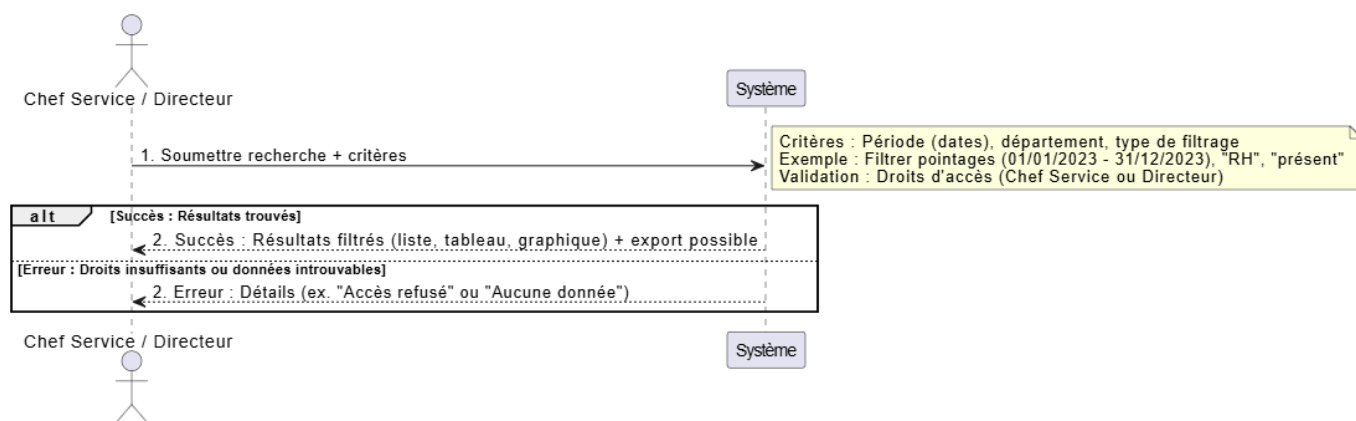 Chef Service / Directeur
Système
Critères : Période (dates), département, type de filtrage
Exemple : Filtrer pointages (01/01/2023 - 31/12/2023), "RH", "présent"
Validation : Droits d'accès (Chef Service ou Directeur)
1. Soumettre recherche + critères
alt [Succès : Résultats trouvés]
2. Succès : Résultats filtrés (liste, tableau, graphique) + export possible
[Erreur : Droits insuffisants ou données introuvables]
2. Erreur : Détails (ex. "Accès refusé" ou "Aucune donnée")
Chef Service / Directeur
Système